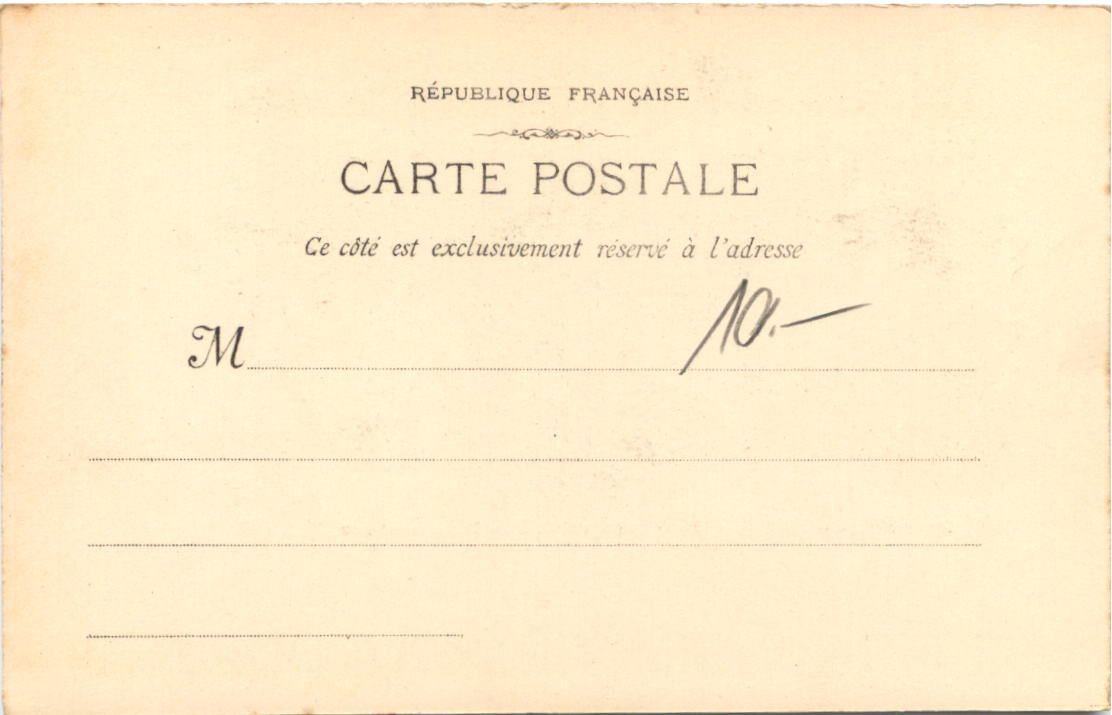 RÉPUBLIQUE FRANÇAISE
CARTE POSTALE
Ce côté est exclusivement réservé à l'adresse
10.—
M